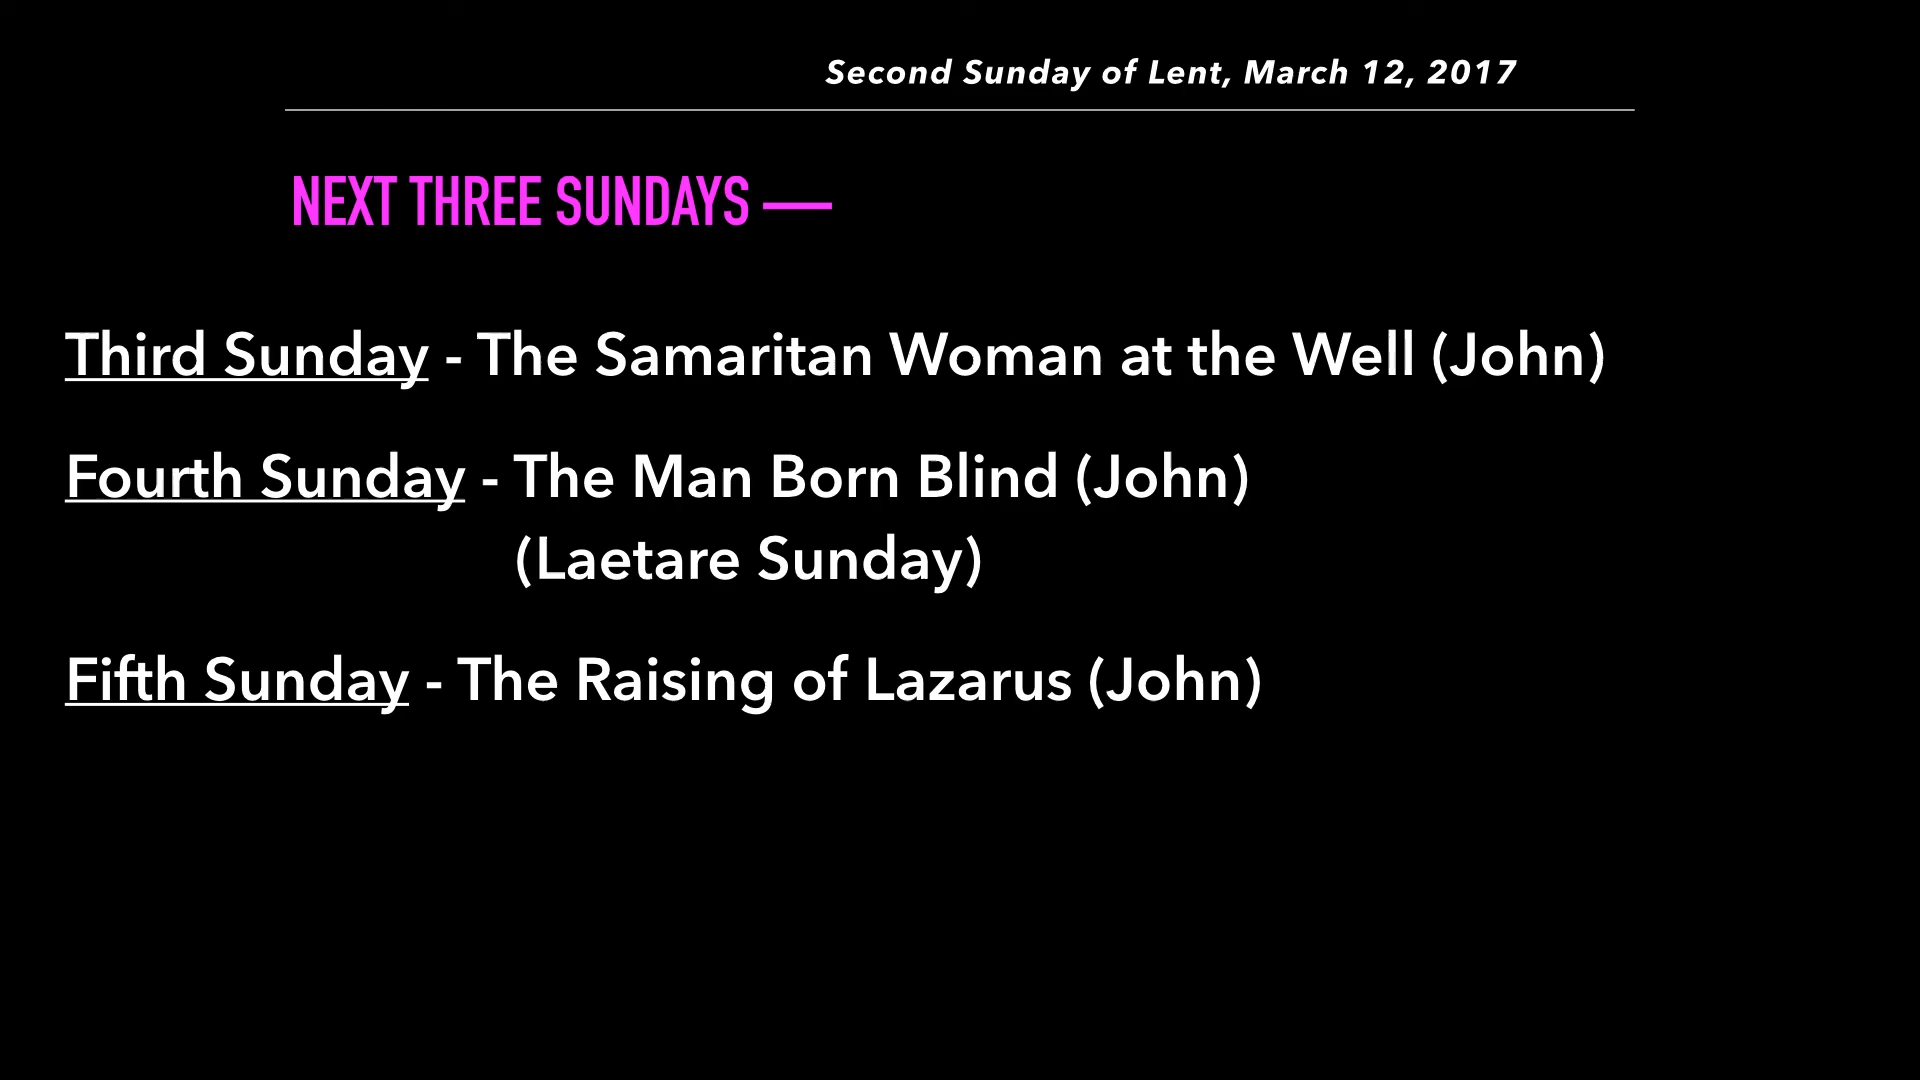 Second Sunday of Lent, March 12, 2017
NEXT THREE SUNDAYS —
Third Sunday - The Samaritan Woman at the Well (John)
Fourth Sunday - The Man Born Blind (John)
(Laetare Sunday)
Fifth Sunday - The Raising of Lazarus (John)